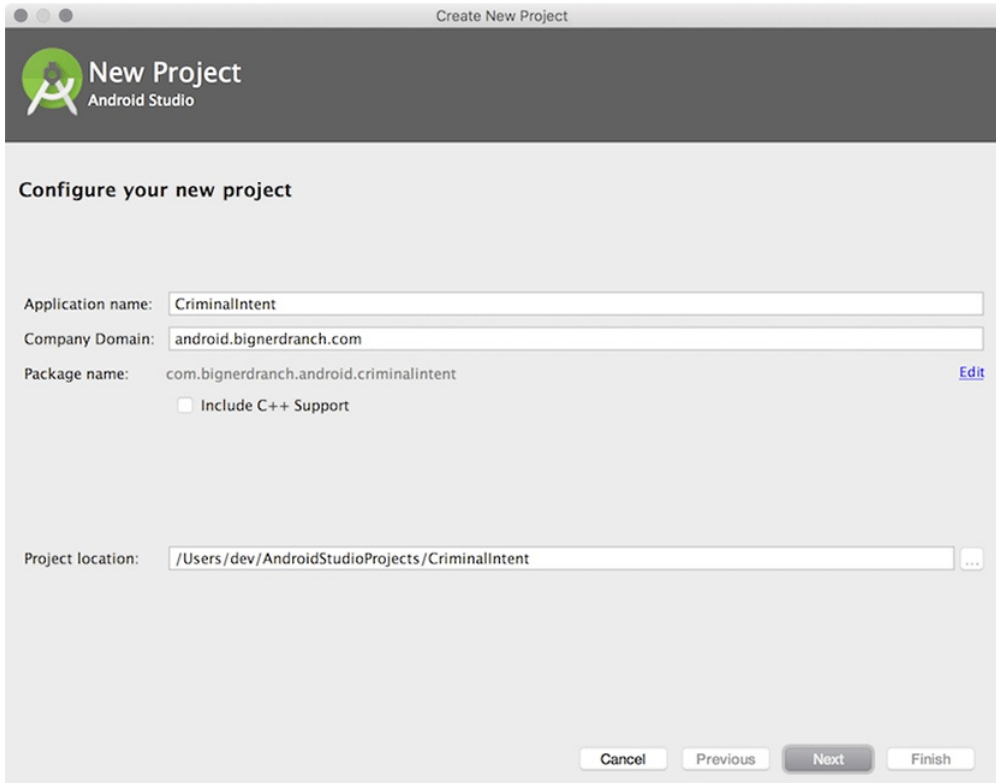 Create New Project
New Project
Android Studio
Configure your new project
Application name: CriminalIntent
Company Domain: android.bignerdranch.com
Package name: com.bignerdranch.android.criminalintent Edit
Include C++ Support
Project location: /Users/dev/AndroidStudioProjects/CriminalIntent ...
Cancel Previous Next Finish